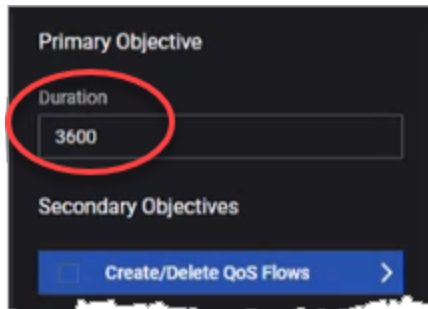 Primary Objective
Duration
3600
Secondary Objectives
Create/Delete QoS Flows